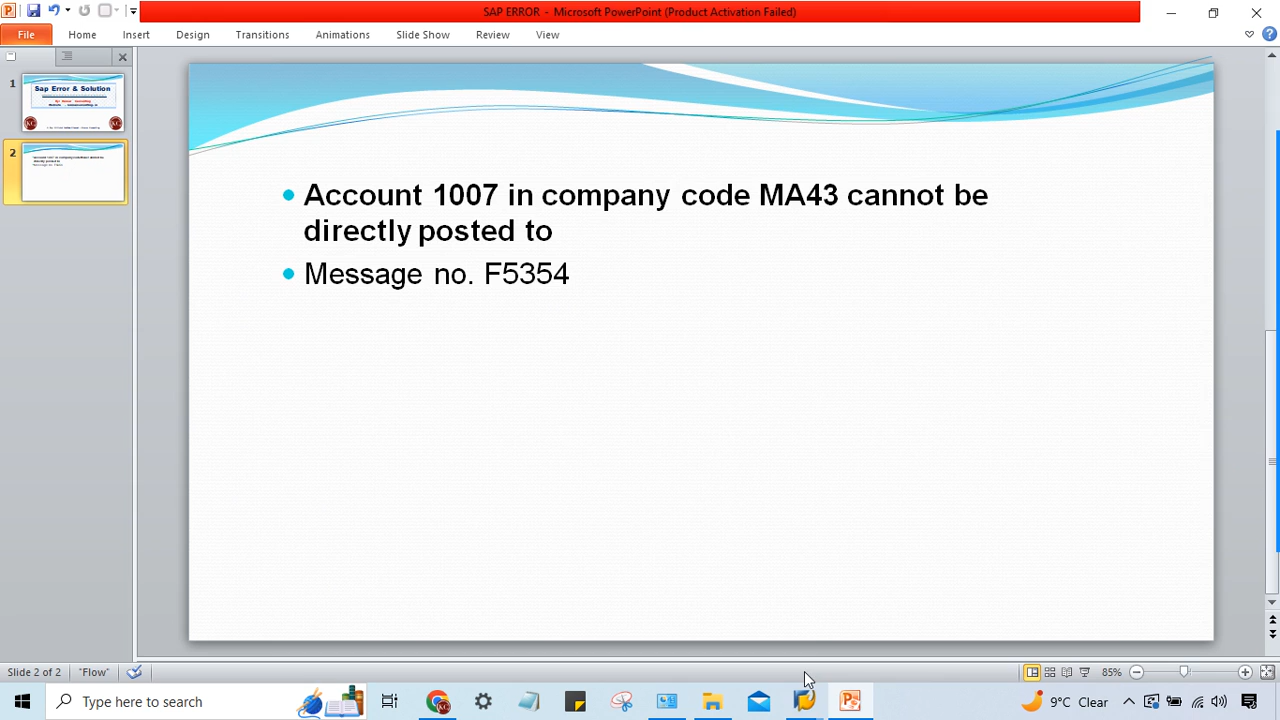 SAP ERROR - Microsoft PowerPoint (Product Activation Failed)
File Home Insert Design Transitions Animations Slide Show Review View
1
Sap Error & Solution
2
Account 1007 in company code MA43 cannot be
directly posted to
Message no. F5354
Slide 2 of 2 "Flow" 85%
Type here to search 9°C Clear